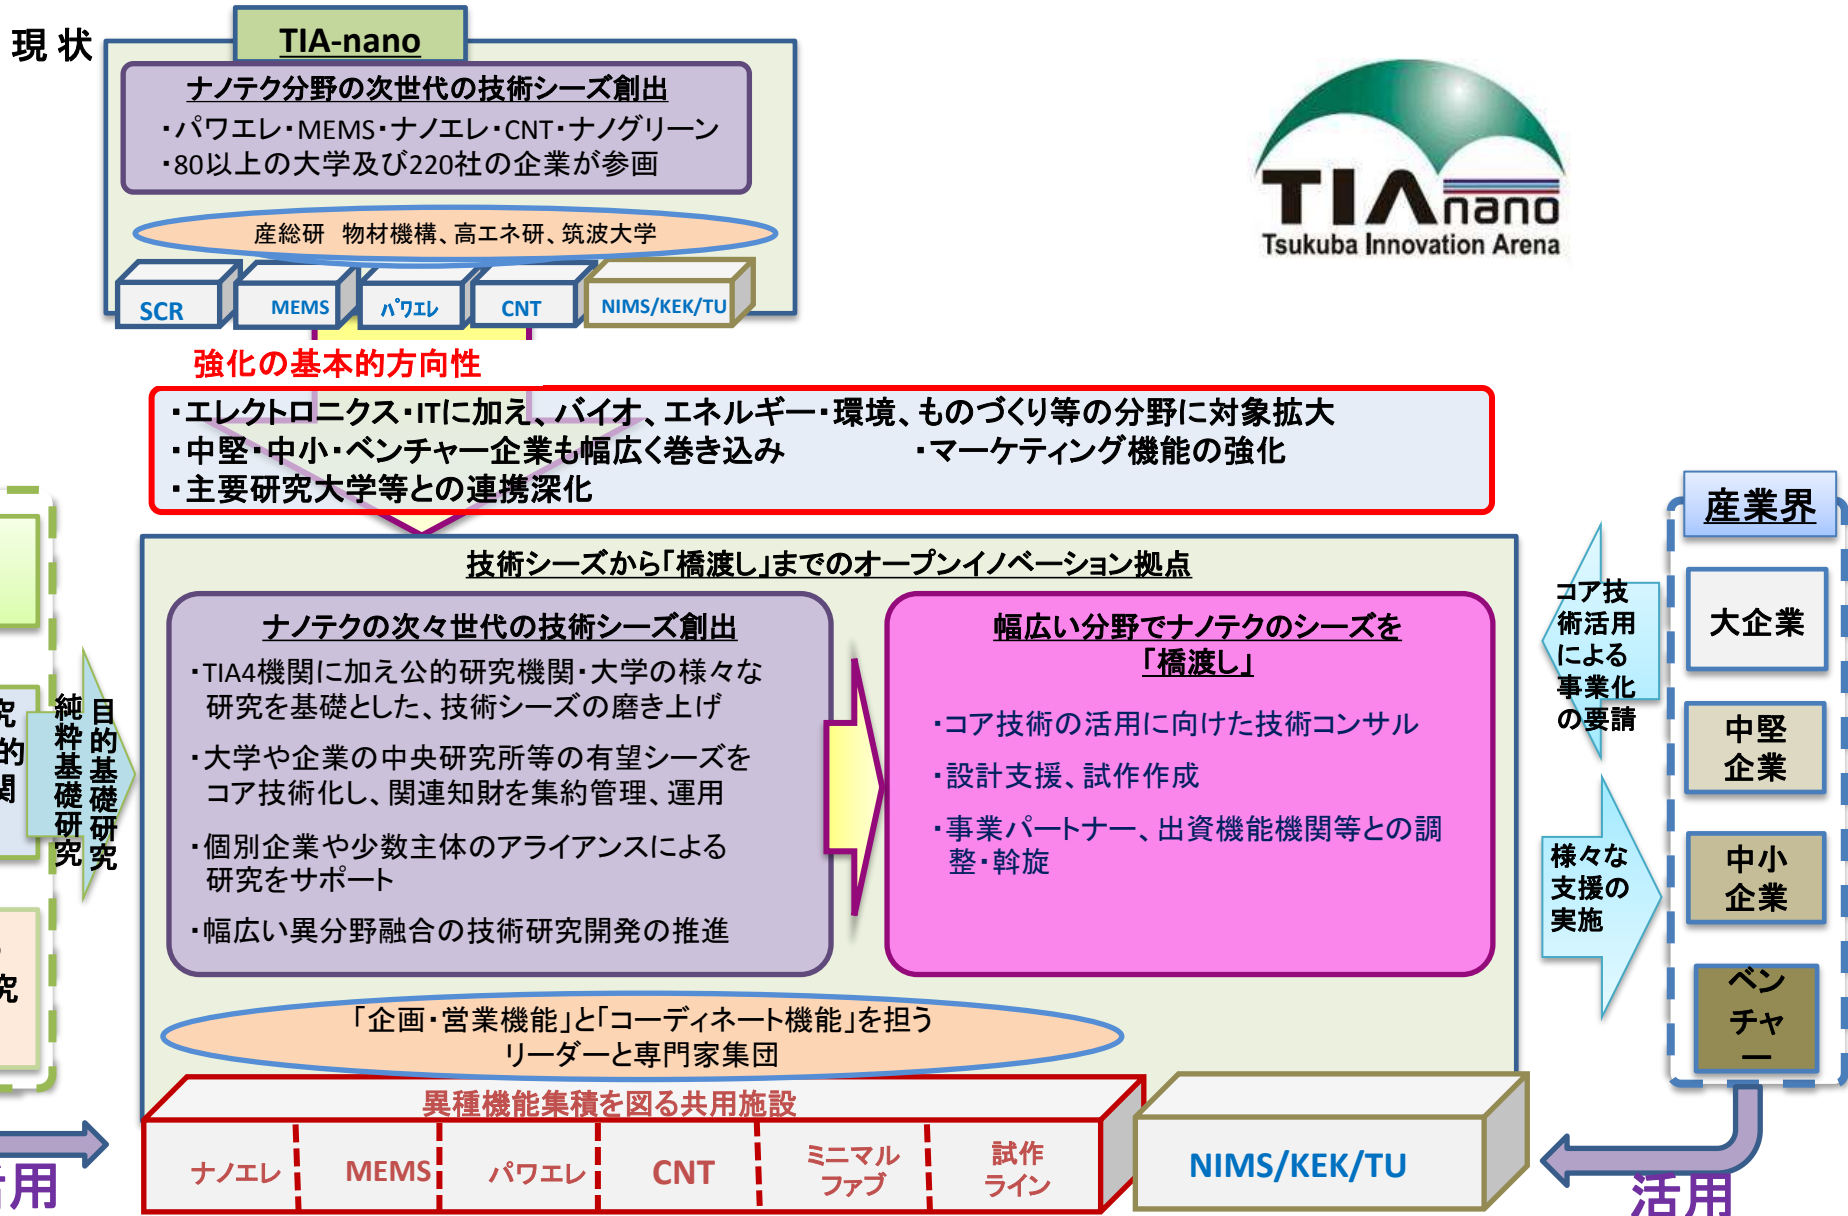 現状
TIA-nano
ナノテク分野の次世代の技術シーズ創出
・パワエレ・MEMS・ナノエレ・CNT・ナノグリーン
・80以上の大学及び220社の企業が参画
産総研　物材機構、高エネ研、筑波大学
SCR
MEMS
パワエレ
CNT
NIMS/KEK/TU
TIA nano
Tsukuba Innovation Arena
強化の基本的方向性
・エレクトロニクス・ITに加え、バイオ、エネルギー・環境、ものづくり等の分野に対象拡大
・中堅・中小・ベンチャー企業も幅広く巻き込み　・マーケティング機能の強化
・主要研究大学等との連携深化
究
的
関
究
純粋基礎研究
目的基礎研究
技術シーズから「橋渡し」までのオープンイノベーション拠点
ナノテクの次々世代の技術シーズ創出
・TIA4機関に加え公的研究機関・大学の様々な
研究を基礎とした、技術シーズの磨き上げ
・大学や企業の中央研究所等の有望シーズを
コア技術化し、関連知財を集約管理、運用
・個別企業や少数主体のアライアンスによる
研究をサポート
・幅広い異分野融合の技術研究開発の推進
幅広い分野でナノテクのシーズを
「橋渡し」
・コア技術の活用に向けた技術コンサル
・設計支援、試作作成
・事業パートナー、出資機能機関等との調
整・斡旋
コア技
術活用
による
事業化
の要請
様々な
支援の
実施
産業界
大企業
中堅
企業
中小
企業
ベン
チャ
ー
「企画・営業機能」と「コーディネート機能」を担う
リーダーと専門家集団
異種機能集積を図る共用施設
ナノエレ
MEMS
パワエレ
CNT
ミニマル
ファブ
試作
ライン
NIMS/KEK/TU
活用
活用